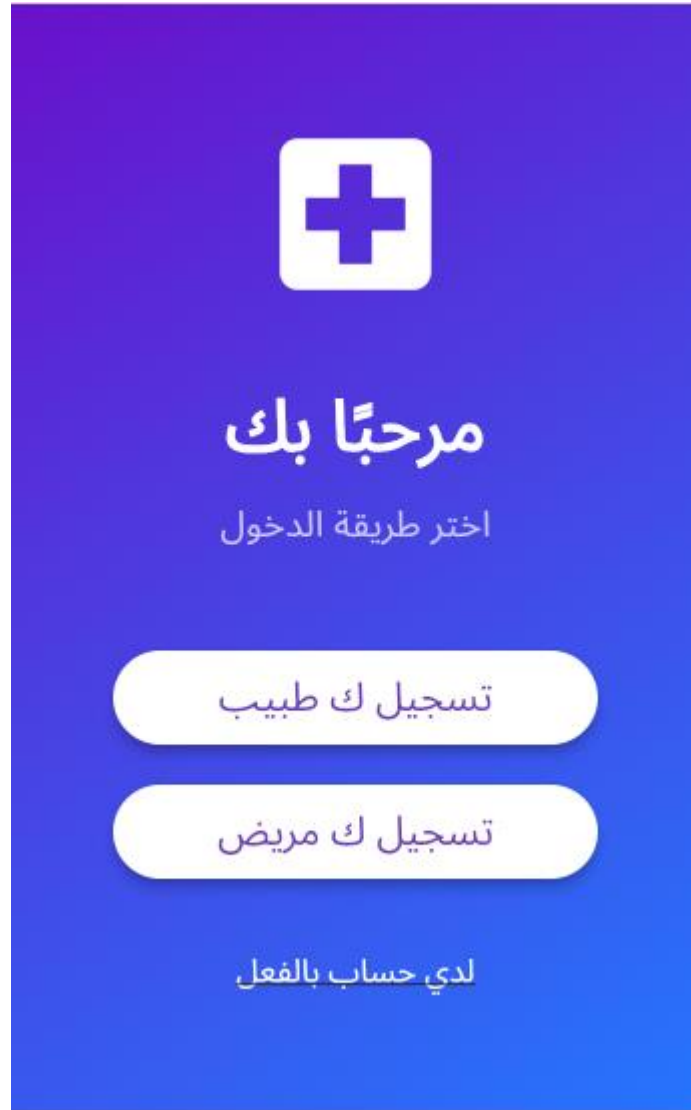 مرحبًا بك
اختر طريقة الدخول
تسجيل ك طبيب
تسجيل ك مريض
لدي حساب بالفعل